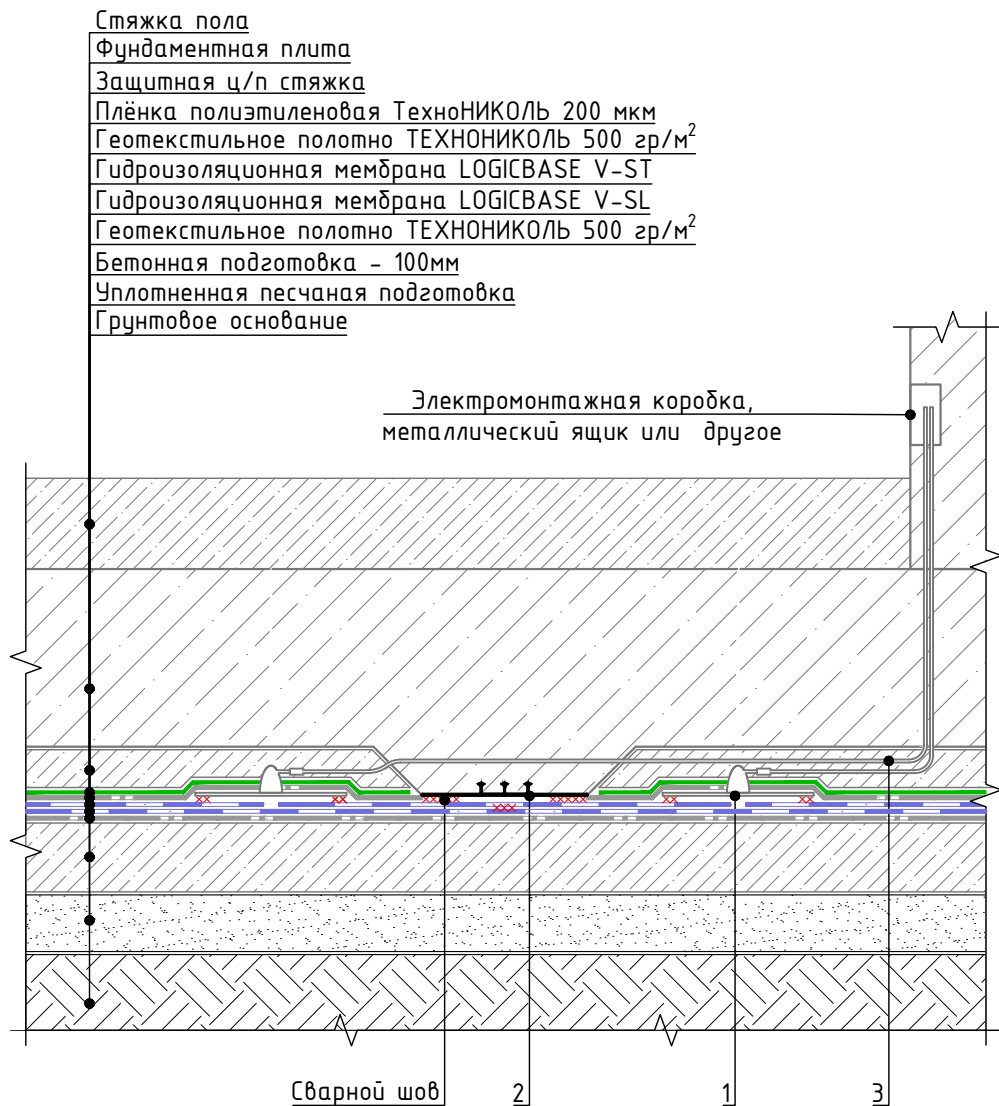 Стяжка пола
Фундаментная плита
Защитная ц/п стяжка
Плёнка полиэтиленовая ТехноНИКОЛЬ 200 мкм
Геотекстильное полотно ТЕХНОНИКОЛЬ 500 гр/м²
Гидроизоляционная мембрана LOGICBASE V-ST
Гидроизоляционная мембрана LOGICBASE V-SL
Геотекстильное полотно ТЕХНОНИКОЛЬ 500 гр/м²
Бетонная подготовка - 100мм
Уплотненная песчаная подготовка
Грунтовое основание
Электромонтажная коробка,
металлический ящик или другое
Сварной шов 2 1 3